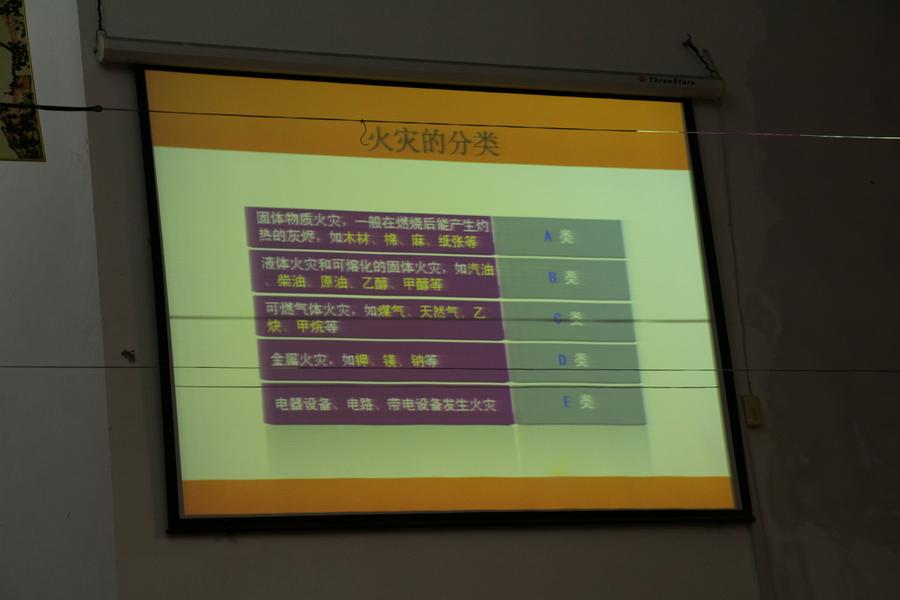 ThreeStars
火灾的分类
固体物质火灾，一般在燃烧后能产生灼
热的灰烬，如木材、棉、麻、纸张等
A 类
液体火灾和可熔化的固体火灾，如汽油
、柴油、原油、乙醇、甲醇等
B 类
可燃气体火灾，如煤气、天然气、乙
炔、甲烷等
C 类
金属火灾，如钾、镁、钠等
D 类
电器设备、电路、带电设备发生火灾
E 类